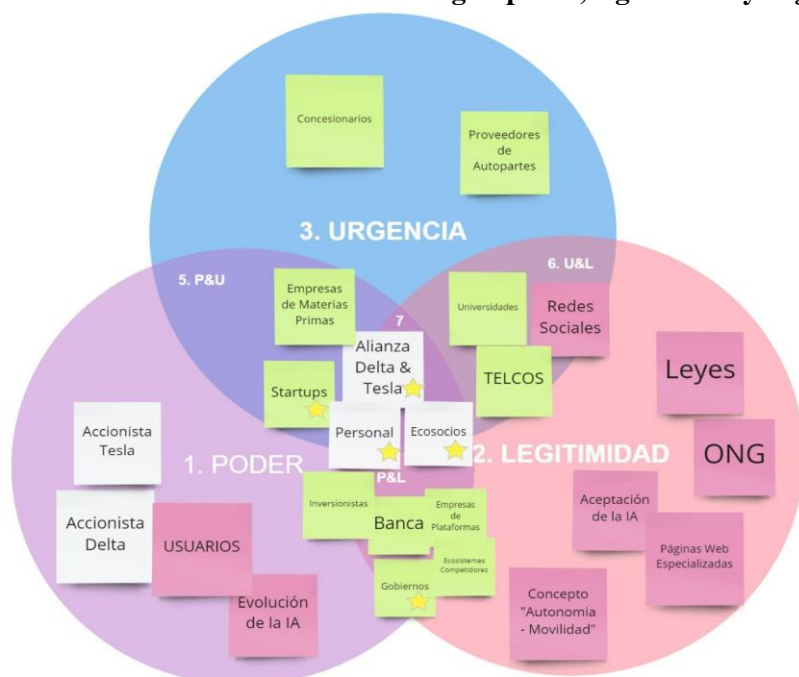 Concesionarios
Proveedores
de
Autopartes
3. URGENCIA
5. P&U
6. U&L
Empresas
de Materias
Primas
7
Universidades
Redes
Sociales
Alianza
Delta &
Tesla
TELCOS
Startups
Leyes
Personal
Ecosocios
Accionista
Tesla
1. PODER
2. LEGITIMIDAD
ONG
P&L
Accionista
Delta
USUARIOS
Inversionistas
Banca
Empresas
de
Plataformas
Aceptación
de la IA
Páginas Web
Especializadas
Ecosistemas
Competidores
Gobiernos
Evolución
de la IA
Concepto
"Autonomia
- Movilidad"